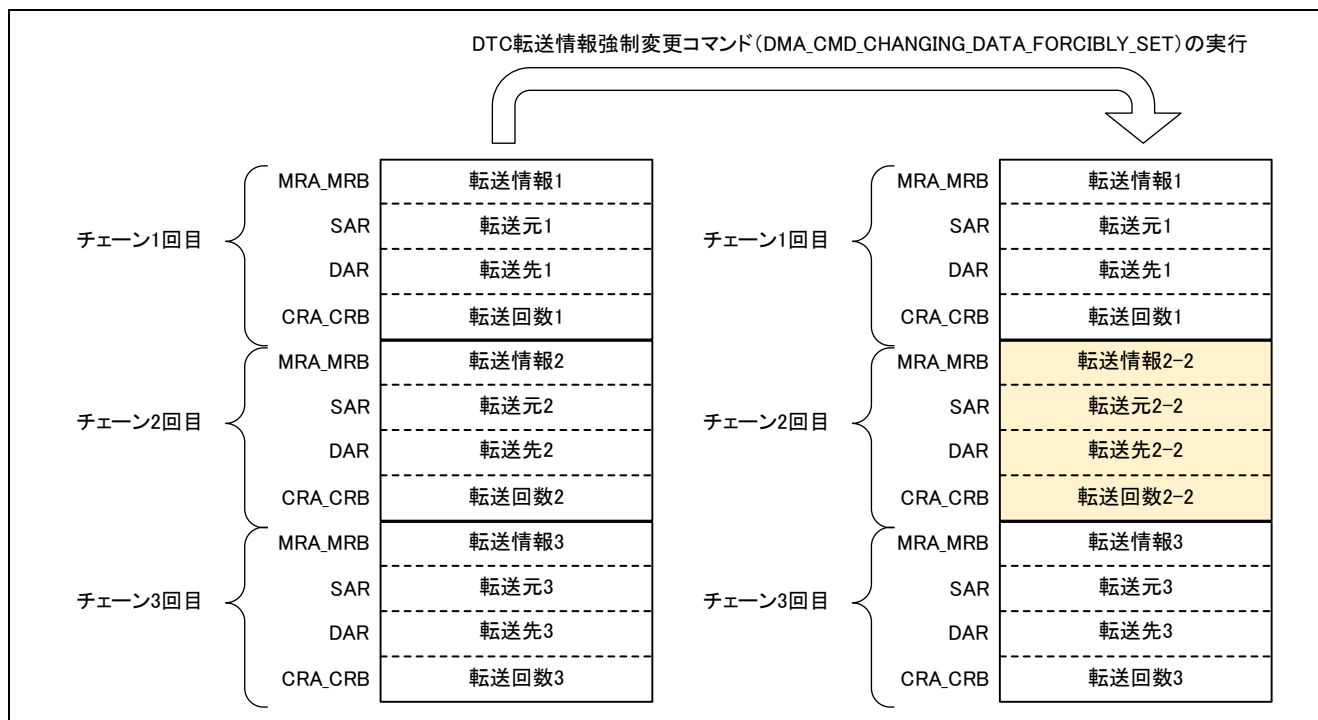 DTC転送情報強制変更コマンド(DMA_CMD_CHANGING_DATA_FORCIBLY_SET)の実行
チェーン1回目
MRA_MRB 転送情報1
SAR 転送元1
DAR 転送先1
CRA_CRB 転送回数1
チェーン2回目
MRA_MRB 転送情報2
SAR 転送元2
DAR 転送先2
CRA_CRB 転送回数2
チェーン3回目
MRA_MRB 転送情報3
SAR 転送元3
DAR 転送先3
CRA_CRB 転送回数3
チェーン1回目
MRA_MRB 転送情報1
SAR 転送元1
DAR 転送先1
CRA_CRB 転送回数1
チェーン2回目
MRA_MRB 転送情報2-2
SAR 転送元2-2
DAR 転送先2-2
CRA_CRB 転送回数2-2
チェーン3回目
MRA_MRB 転送情報3
SAR 転送元3
DAR 転送先3
CRA_CRB 転送回数3